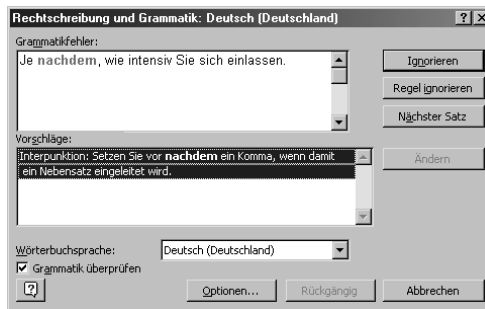 Rechtschreibung und Grammatik: Deutsch (Deutschland)
Grammatikfehler:
Je nachdem, wie intensiv Sie sich einlassen.
Ignorieren
Regel ignorieren
Nächster Satz
Vorschläge:
Interpunktion: Setzen Sie vor nachdem ein Komma, wenn damit
ein Nebensatz eingeleitet wird.
Ändern
Wörterbuchsprache:
Deutsch (Deutschland)
Grammatik überprüfen
Optionen...
Rückgängig
Abbrechen